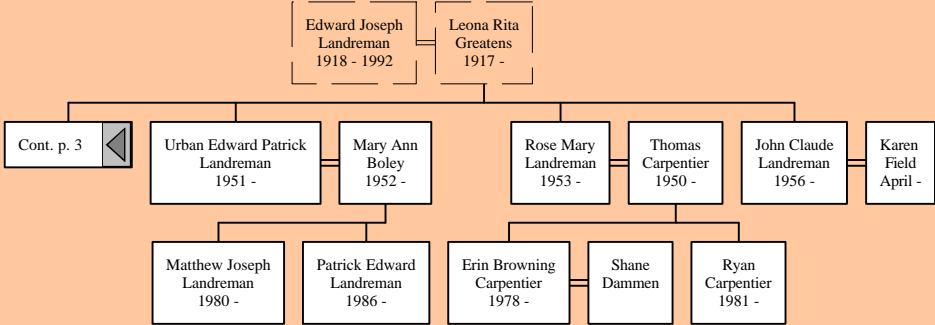 Edward Joseph
Landreman
1918 - 1992
Leona Rita
Greatens
1917 -
Cont. p. 3
Urban Edward Patrick
Landreman
1951 -
Mary Ann
Boley
1952 -
Rose Mary
Landreman
1953 -
Thomas
Carpentier
1950 -
John Claude
Landreman
1956 -
Karen
Field
April -
Matthew Joseph
Landreman
1980 -
Patrick Edward
Landreman
1986 -
Erin Browning
Carpentier
1978 -
Shane
Dammen
Ryan
Carpentier
1981 -